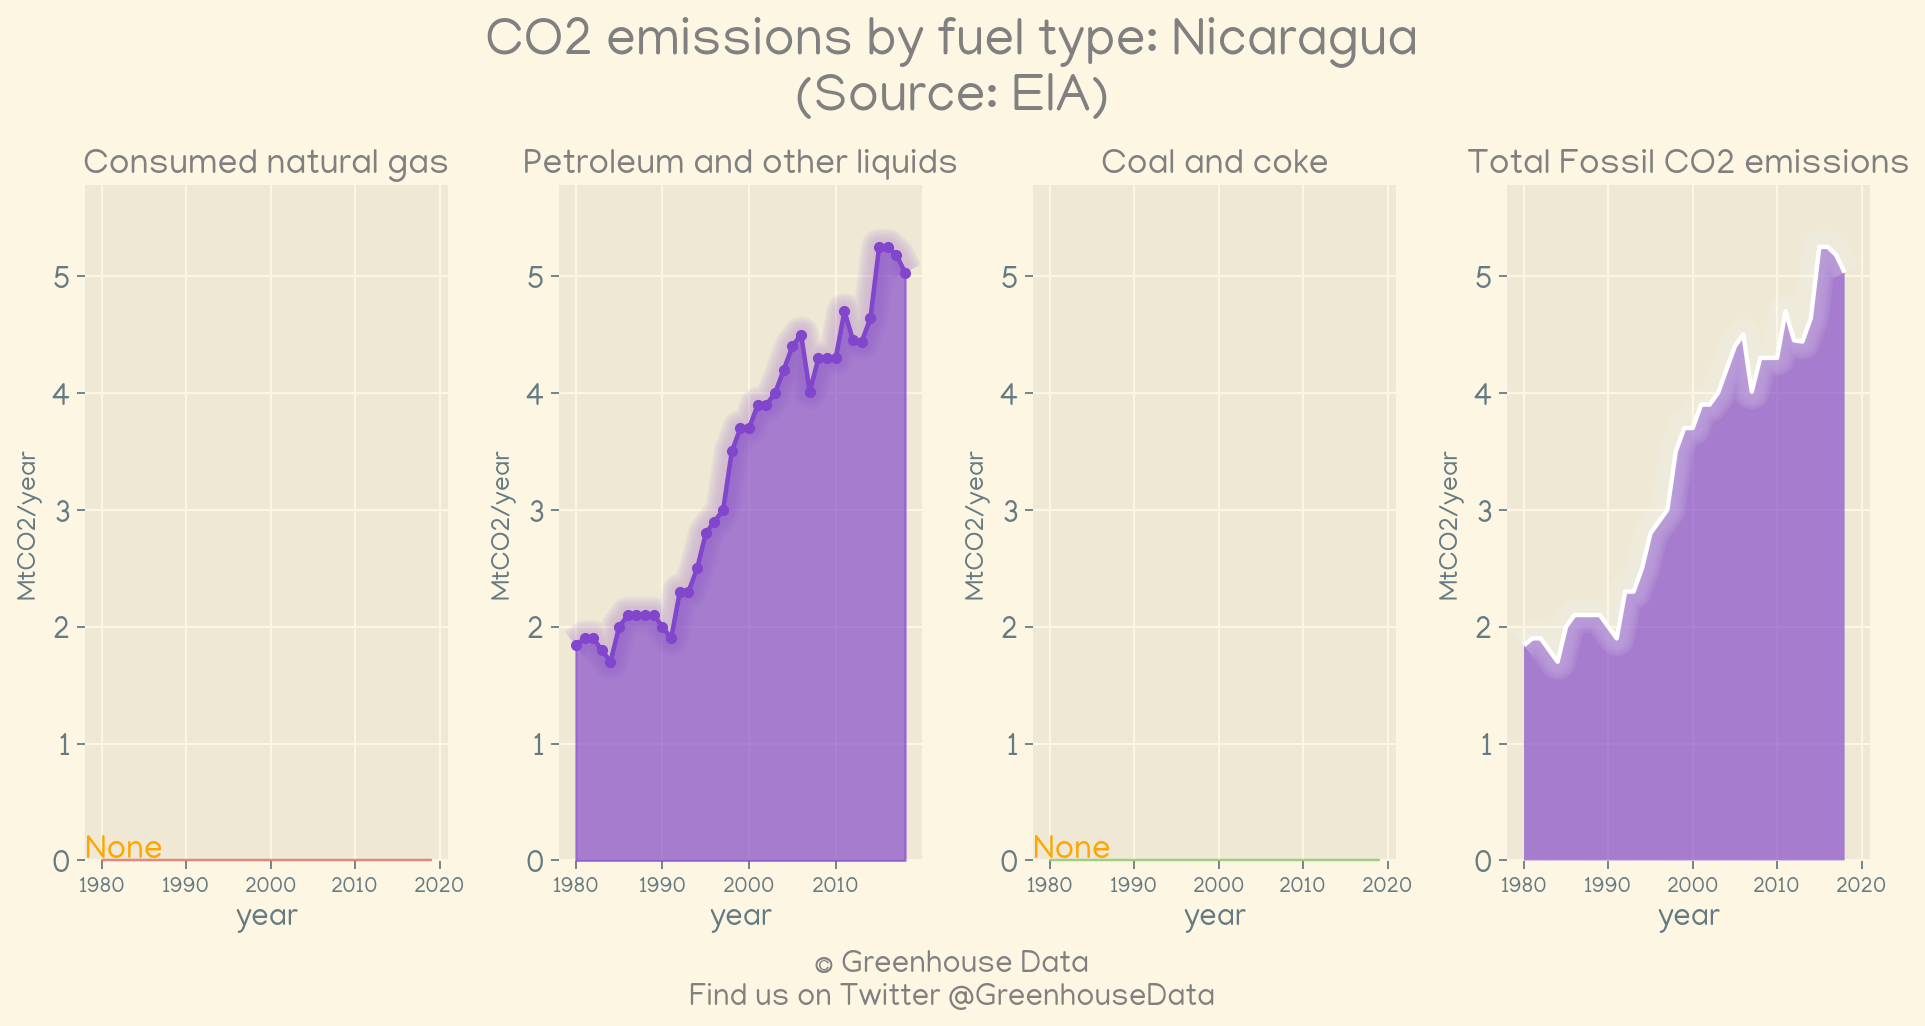 CO2 emissions by fuel type: Nicaragua
(Source: EIA)
Consumed natural gas
Petroleum and other liquids
Coal and coke
Total Fossil CO2 emissions
MtCO2/year
5
4
3
2
1
0
None
1980 1990 2000 2010 2020
year
MtCO2/year
5
4
3
2
1
0
1980 1990 2000 2010
year
MtCO2/year
5
4
3
2
1
0
None
1980 1990 2000 2010 2020
year
MtCO2/year
5
4
3
2
1
0
1980 1990 2000 2010 2020
year
© Greenhouse Data
Find us on Twitter @GreenhouseData